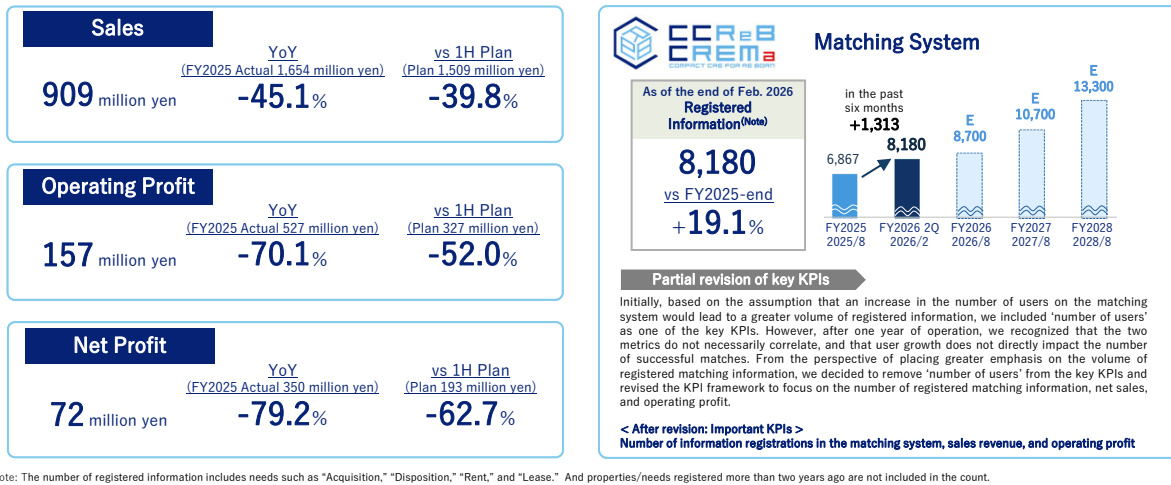 Sales
909 million yen
YoY
(FY2025 Actual 1,654 million yen)
-45.1%
vs 1H Plan
(Plan 1,509 million yen)
-39.8%
Operating Profit
157 million yen
YoY
(FY2025 Actual 527 million yen)
-70.1%
vs 1H Plan
(Plan 327 million yen)
-52.0%
Net Profit
72 million yen
YoY
(FY2025 Actual 350 million yen)
-79.2%
vs 1H Plan
(Plan 193 million yen)
-62.7%
CCReB
CREMa
COMPACT CRE FOR RE BORN
Matching System
As of the end of Feb. 2026
Registered
Information(Note)
8,180
vs FY2025-end
+19.1%
in the past
six months
+1,313
6,867
8,180
E
8,700
E
10,700
E
13,300
FY2025
2025/8
FY2026 2Q
2026/2
FY2026
2026/8
FY2027
2027/8
FY2028
2028/8
Partial revision of key KPIs
Initially, based on the assumption that an increase in the number of users on the matching
system would lead to a greater volume of registered information, we included ‘number of users’
as one of the key KPIs. However, after one year of operation, we recognized that the two
metrics do not necessarily correlate, and that user growth does not directly impact the number
of successful matches. From the perspective of placing greater emphasis on the volume of
registered matching information, we decided to remove ‘number of users’ from the key KPIs and
revised the KPI framework to focus on the number of registered matching information, net sales,
and operating profit.
< After revision: Important KPIs >
Number of information registrations in the matching system, sales revenue, and operating profit
ote: The number of registered information includes needs such as “Acquisition,” “Disposition,” “Rent,” and “Lease.” And properties/needs registered more than two years ago are not included in the count.